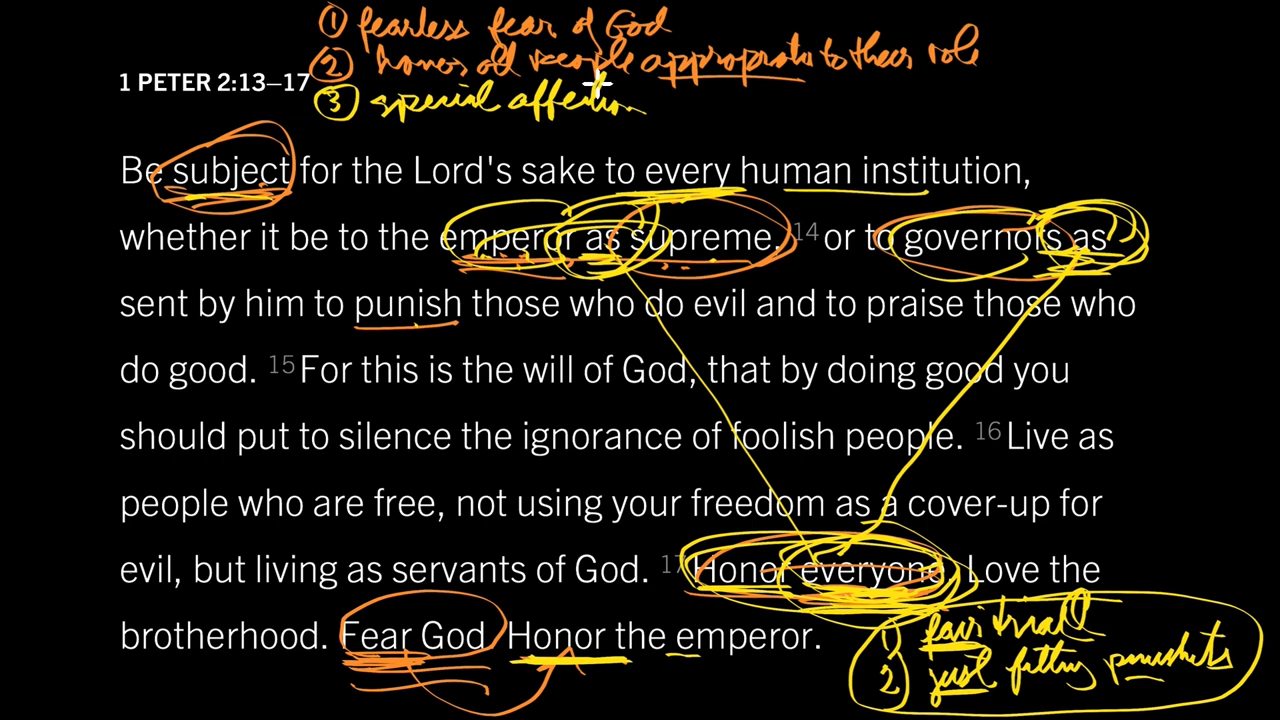 ① fearless fear of God
② honor all people appropriate to their role
1 PETER 2:13–17
③ special affection
Be subject for the Lord's sake to every human institution,
whether it be to the emperor as supreme. 14 or to governors as
sent by him to punish those who do evil and to praise those who
do good. 15 For this is the will of God, that by doing good you
should put to silence the ignorance of foolish people. 16 Live as
people who are free, not using your freedom as a cover-up for
evil, but living as servants of God. 17 Honor everyone. Love the
brotherhood. Fear God. Honor the emperor.
1) fair trial
2) just fitting